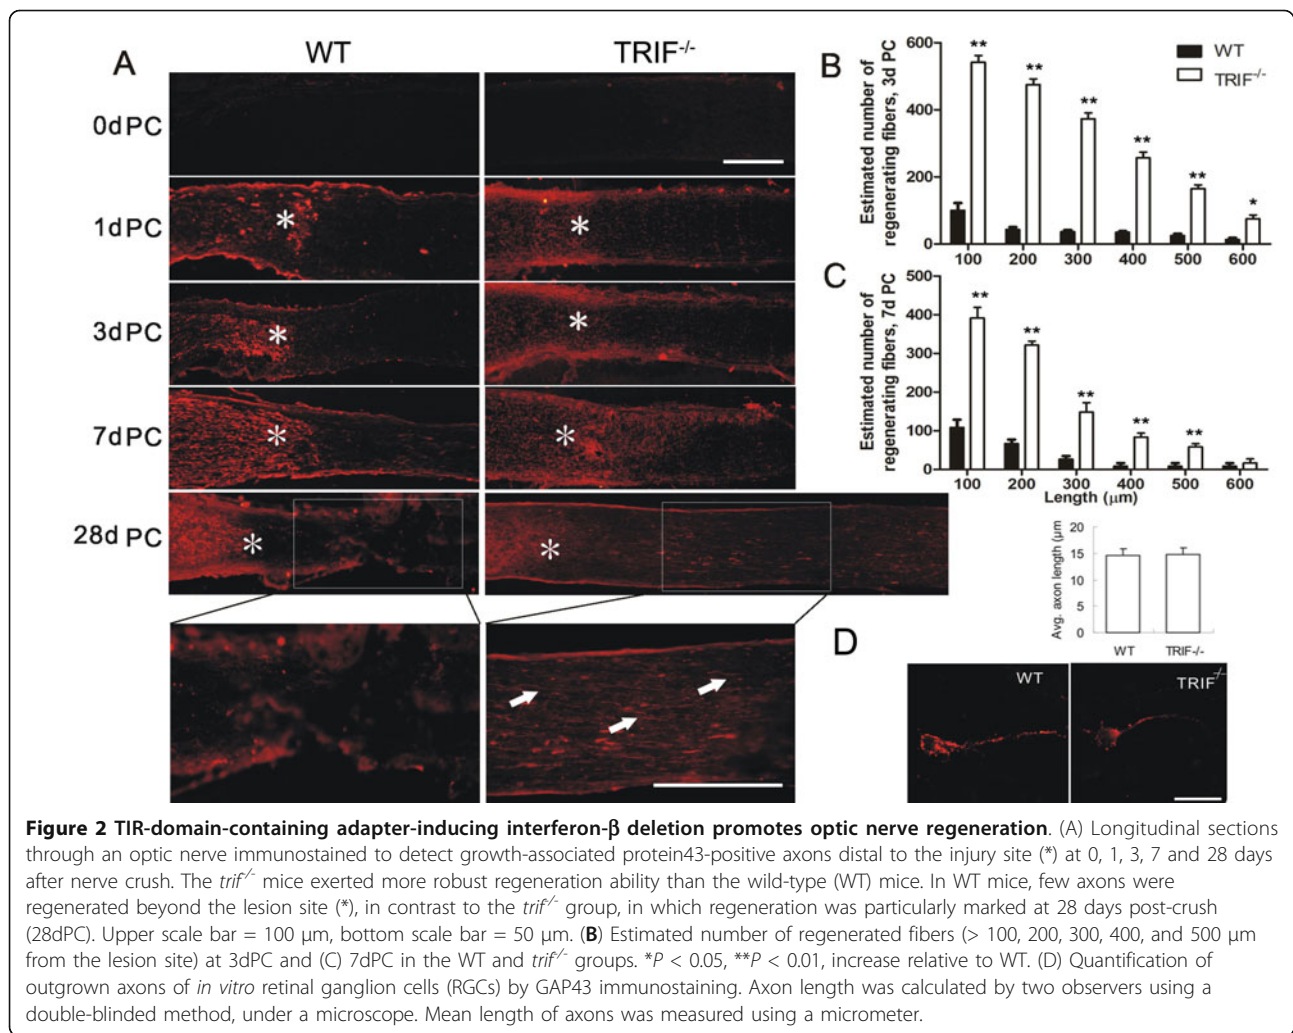 A
WT
TRIF-/-
0dPC
1dPC
*
*
3dPC
*
*
7dPC
*
*
28d PC
*
*
B
Estimated number of
regenerating fibers, 3d PC
600
400
200
0
**
**
**
**
**
*
WT
TRIF-/-
100 200 300 400 500 600
C
Estimated number of
regenerating fibers, 7d PC
500
400
300
200
100
0
**
**
**
**
**
100 200 300 400 500 600
Length (μm)
Avg. axon length (μm
20
15
10
5
0
WT TRIF-/-
D
WT
TRIF-/-
Figure 2 TIR-domain-containing adapter-inducing interferon-β deletion promotes optic nerve regeneration. (A) Longitudinal sections
through an optic nerve immunostained to detect growth-associated protein43-positive axons distal to the injury site (*) at 0, 1, 3, 7 and 28 days
after nerve crush. The trif-/- mice exerted more robust regeneration ability than the wild-type (WT) mice. In WT mice, few axons were
regenerated beyond the lesion site (*), in contrast to the trif-/- group, in which regeneration was particularly marked at 28 days post-crush
(28dPC). Upper scale bar = 100 μm, bottom scale bar = 50 μm. (B) Estimated number of regenerated fibers (> 100, 200, 300, 400, and 500 μm
from the lesion site) at 3dPC and (C) 7dPC in the WT and trif-/- groups. *P < 0.05, **P < 0.01, increase relative to WT. (D) Quantification of
outgrown axons of in vitro retinal ganglion cells (RGCs) by GAP43 immunostaining. Axon length was calculated by two observers using a
double-blinded method, under a microscope. Mean length of axons was measured using a micrometer.